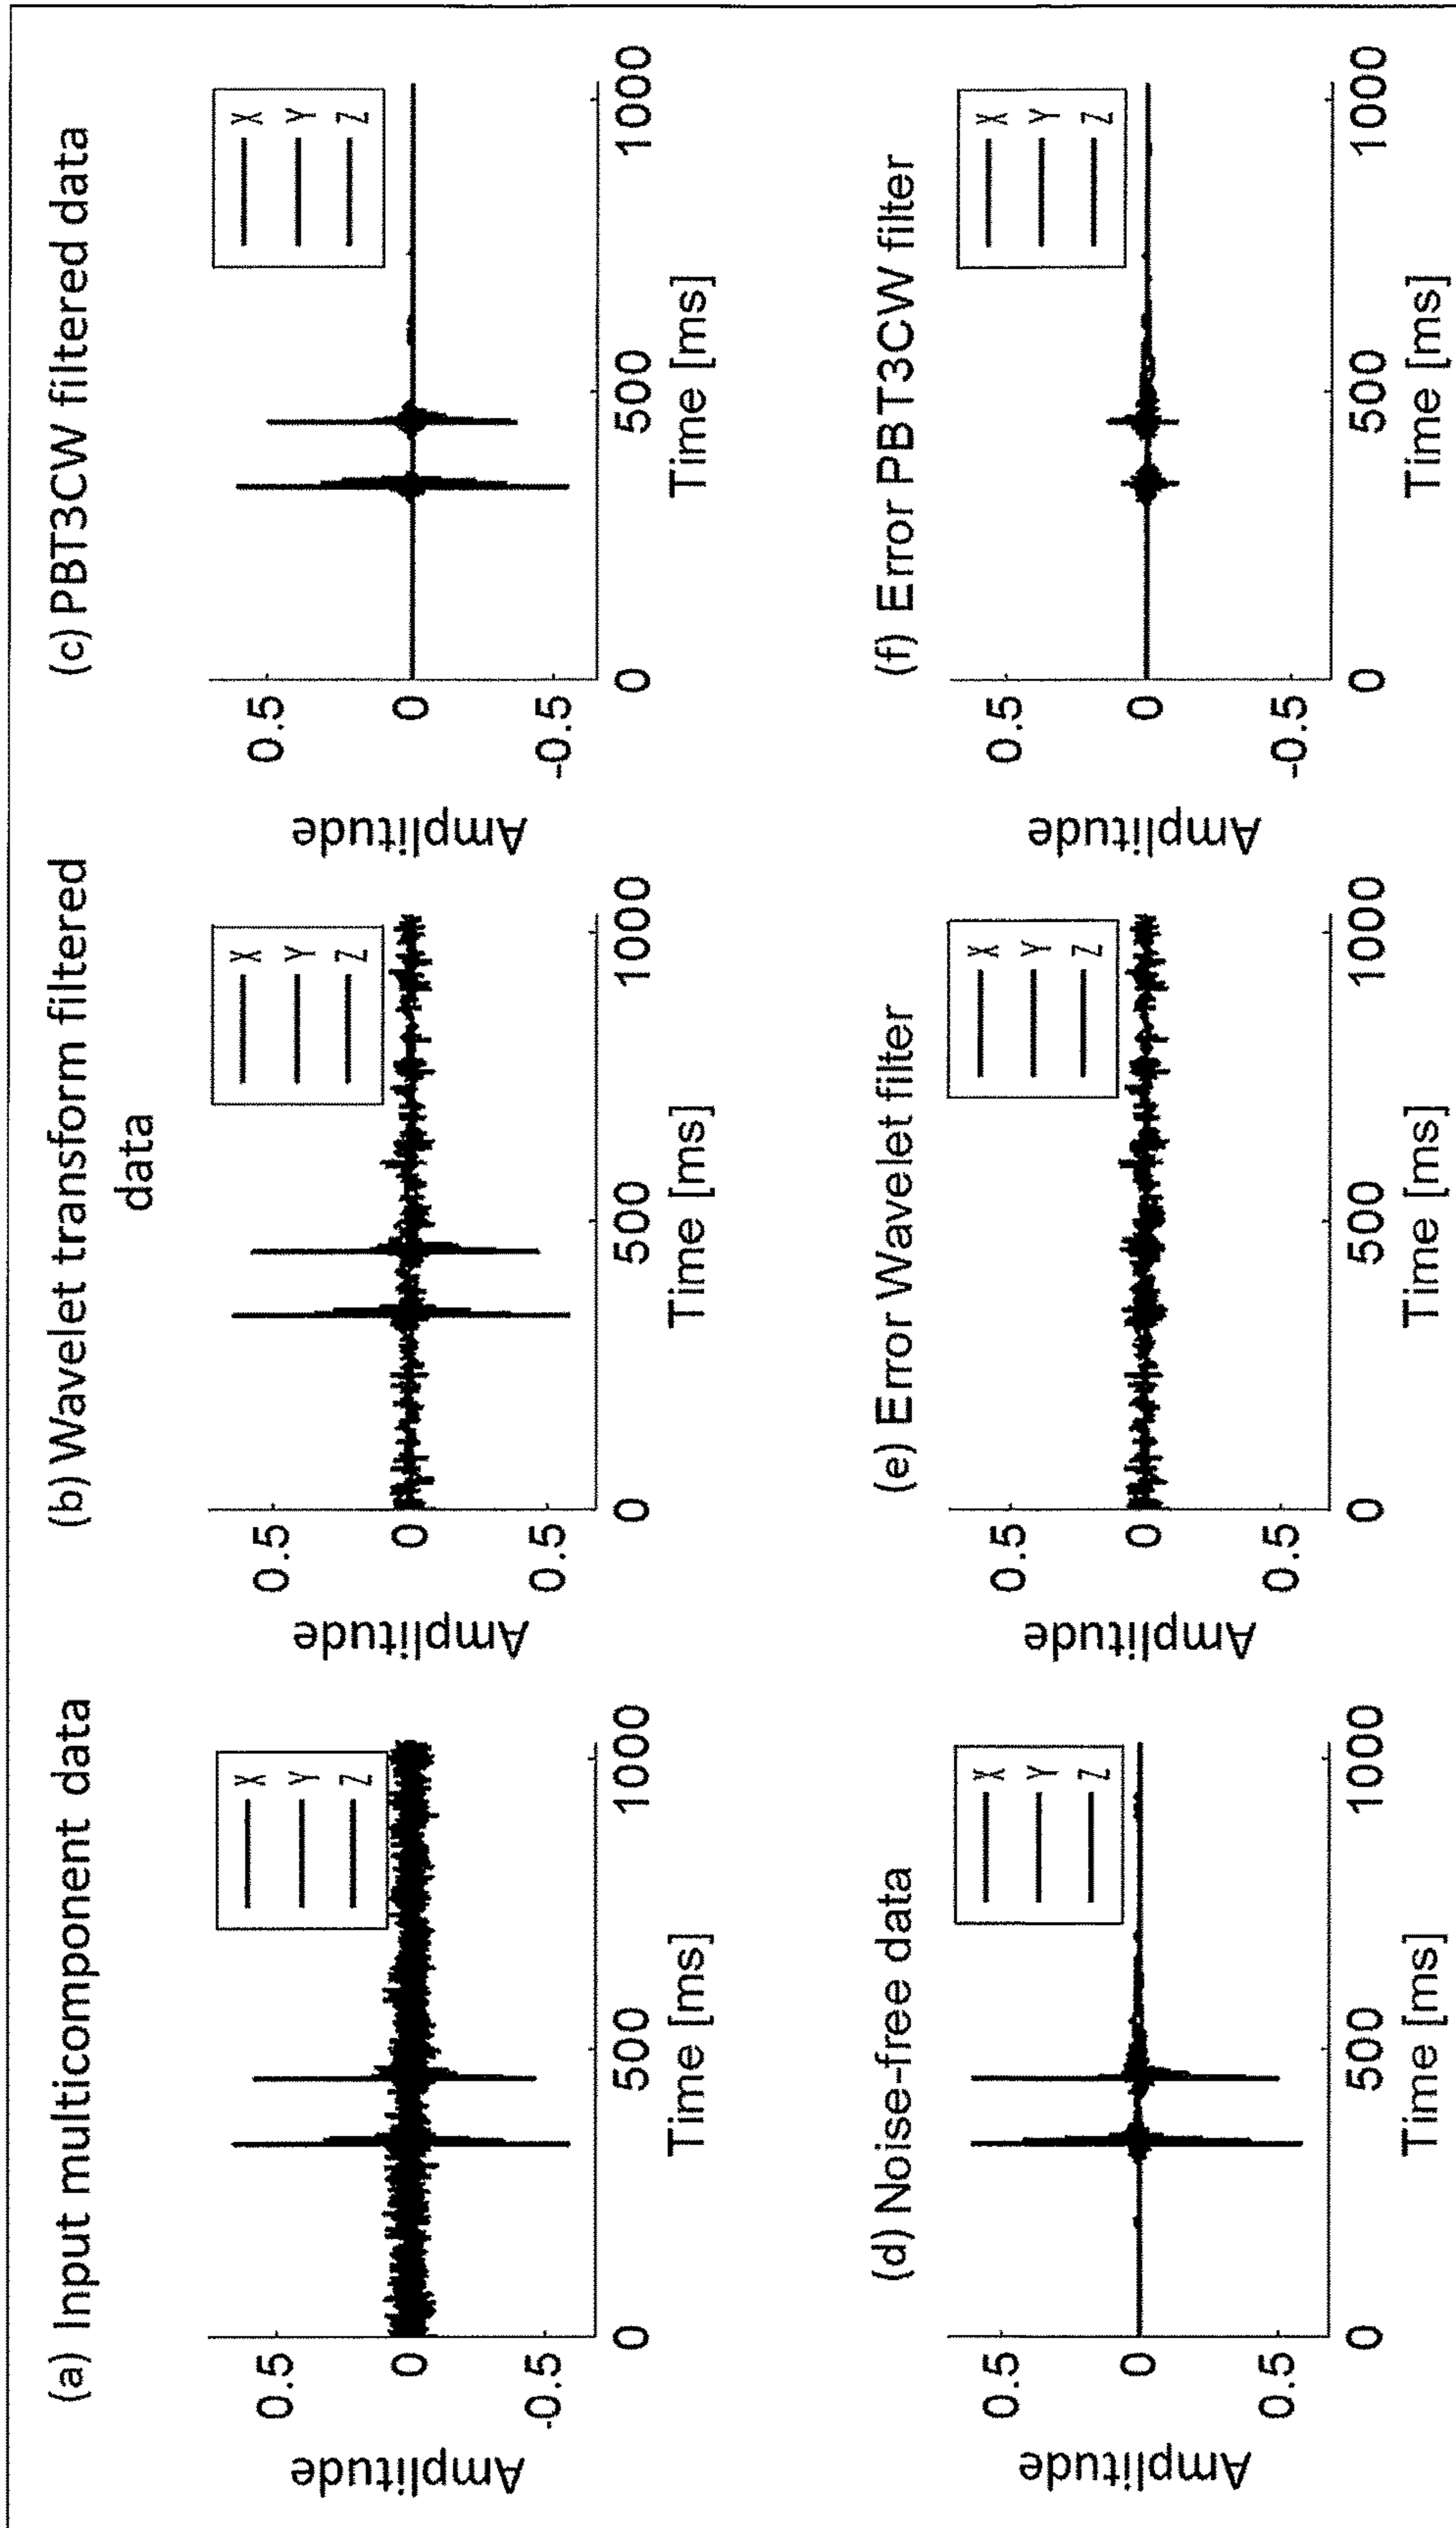 (a) Input multicomponent data
X
Y
Z
0.5
0
-0.5
Amplitude
0
500
1000
Time [ms]
(b) Wavelet transform filtered
data
X
Y
Z
0.5
0
0.5
Amplitude
0
500
1000
Time [ms]
(c) PBT3CW filtered data
X
Y
Z
0.5
0
-0.5
Amplitude
0
500
1000
Time [ms]
(d) Noise-free data
X
Y
Z
0.5
0
0.5
Amplitude
0
500
1000
Time [ms]
(e) Error Wavelet filter
X
Y
Z
0.5
0
0.5
Amplitude
0
500
1000
Time [ms]
(f) Error PBT3CW filter
X
Y
Z
0.5
0
-0.5
Amplitude
0
500
1000
Time [ms]